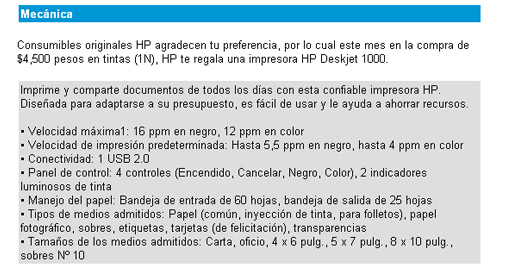 Mecánica
Consumibles originales HP agradecen tu preferencia, por lo cual este mes en la compra de
$4,500 pesos en tintas (1N), HP te regala una impresora HP Deskjet 1000.
Imprime y comparte documentos de todos los días con esta confiable impresora HP.
Diseñada para adaptarse a su presupuesto, es fácil de usar y le ayuda a ahorrar recursos.
• Velocidad máxima1: 16 ppm en negro, 12 ppm en color
• Velocidad de impresión predeterminada: Hasta 5,5 ppm en negro, hasta 4 ppm en color
• Conectividad: 1 USB 2.0
• Panel de control: 4 controles (Encendido, Cancelar, Negro, Color), 2 indicadores
luminosos de tinta
• Manejo del papel: Bandeja de entrada de 60 hojas, bandeja de salida de 25 hojas
• Tipos de medios admitidos: Papel (común, inyección de tinta, para folletos), papel
fotográfico, sobres, etiquetas, tarjetas (de felicitación), transparencias
• Tamaños de los medios admitidos: Carta, oficio, 4 x 6 pulg., 5 x 7 pulg., 8 x 10 pulg.,
sobres Nº 10